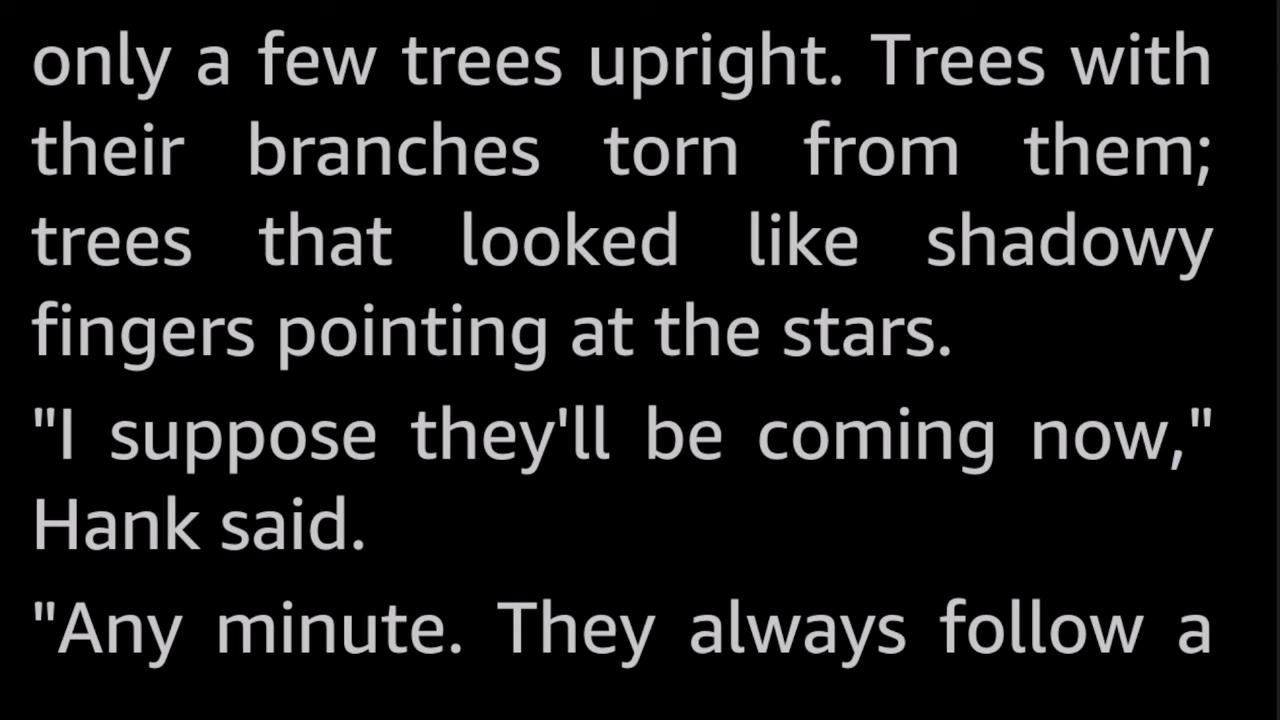 only a few trees upright. Trees with
their branches torn from them;
trees that looked like shadowy
fingers pointing at the stars.
"I suppose they'll be coming now,"
Hank said.
"Any minute. They always follow a